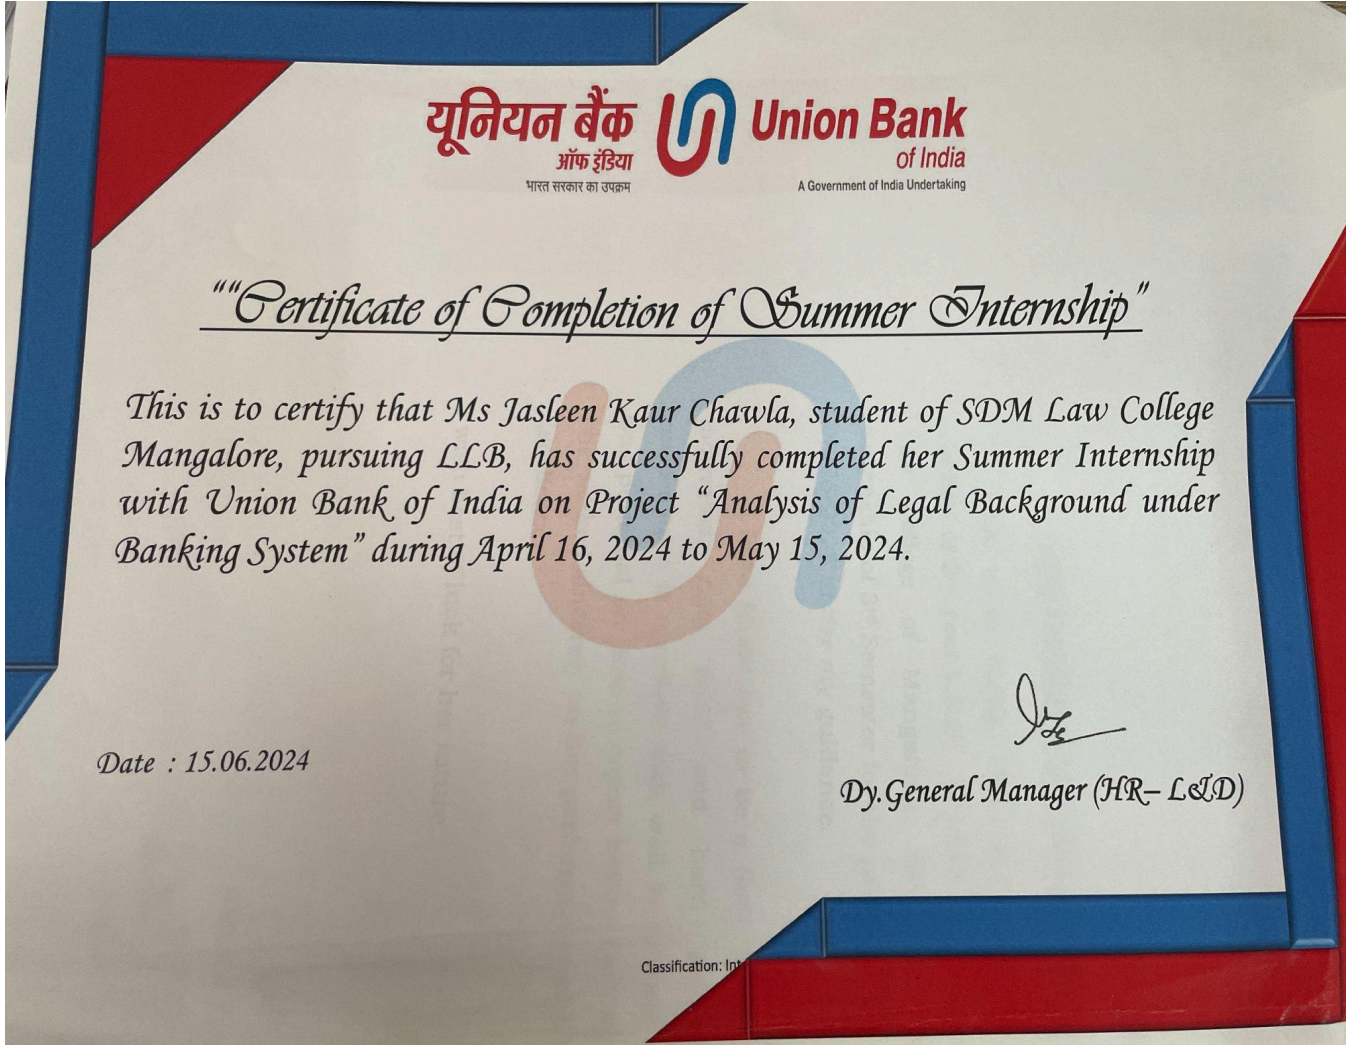 यूनियन बैंक
ऑफ इंडिया
भारत सरकार का उपक्रम
Union Bank
of India
A Government of India Undertaking
““Certificate of Completion of Summer Internship”
This is to certify that Ms Jasleen Kaur Chawla, student of SDM Law College
Mangalore, pursuing LLB, has successfully completed her Summer Internship
with Union Bank of India on Project “Analysis of Legal Background under
Banking System” during April 16, 2024 to May 15, 2024.
Date : 15.06.2024
Dy.General Manager (HR– L&D)
Classification: